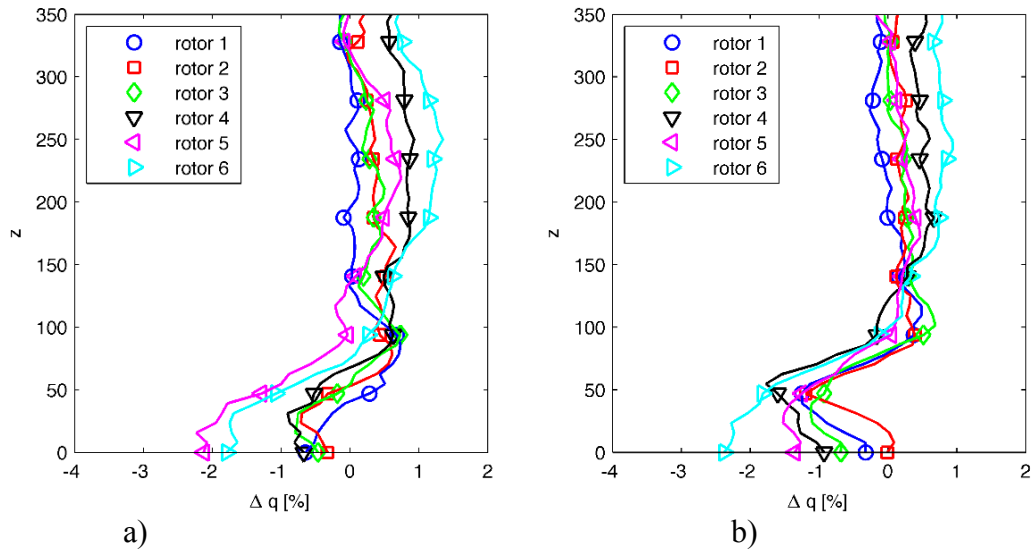 350
300
250
200
150
100
50
0
z
-4 -3 -2 -1 0 1 2
Δ q [%]
rotor 1
rotor 2
rotor 3
rotor 4
rotor 5
rotor 6
a)
350
300
250
200
150
100
50
0
z
-4 -3 -2 -1 0 1 2
Δ q [%]
rotor 1
rotor 2
rotor 3
rotor 4
rotor 5
rotor 6
b)